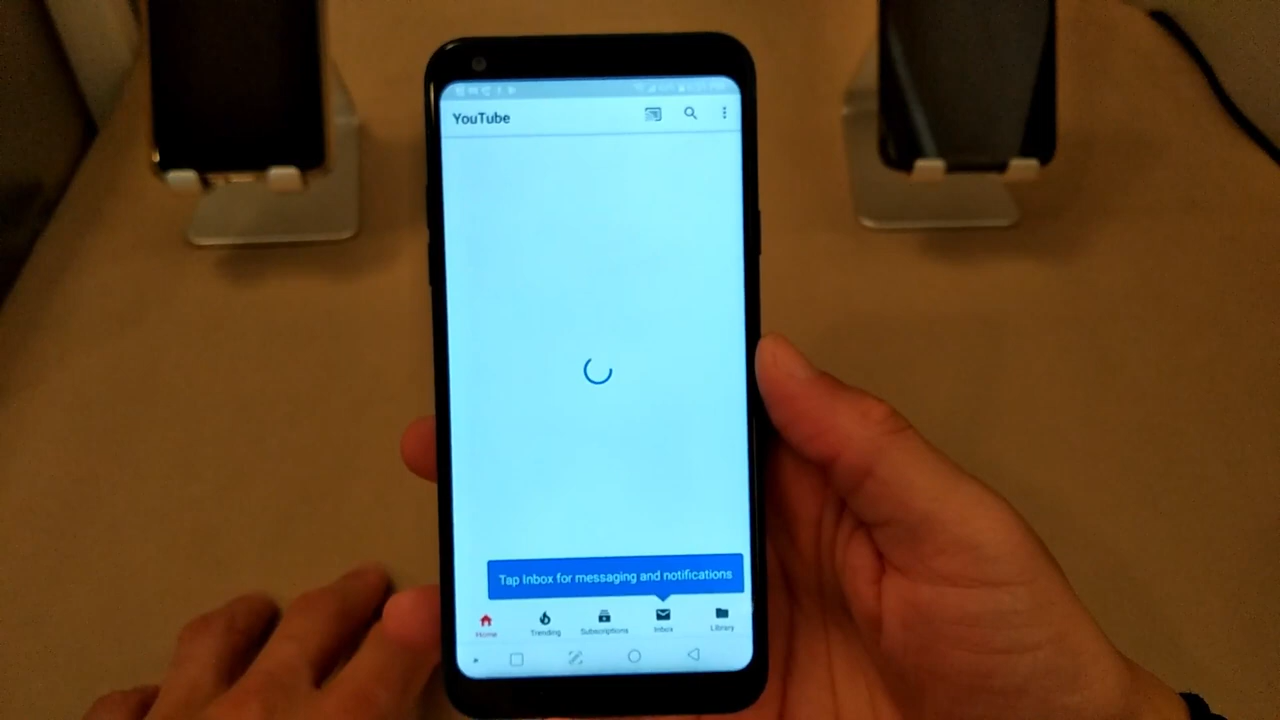 YouTube
Tap Inbox for messaging and notifications
Home Trending Subscriptions Inbox Library